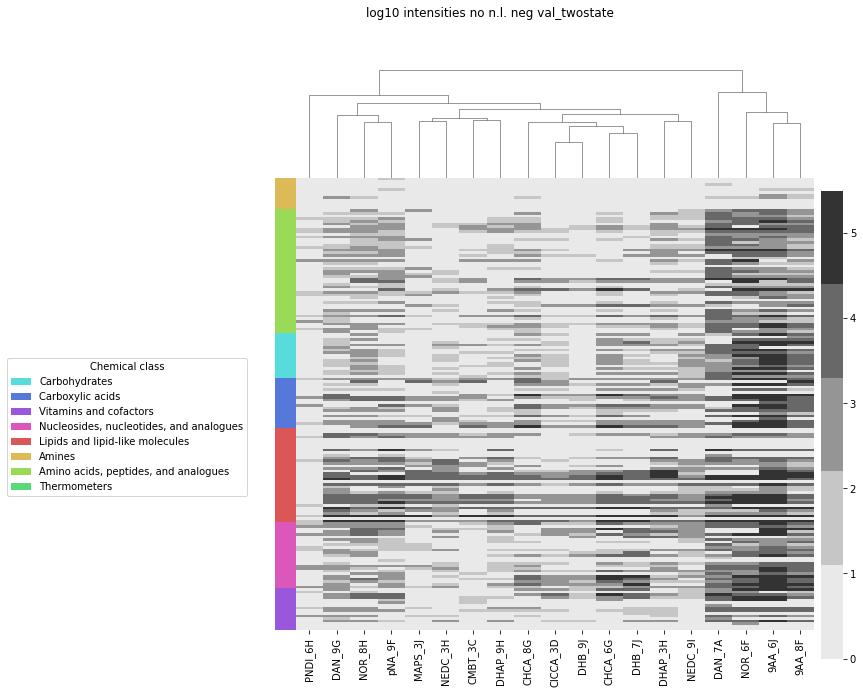 log10 intensities no n.l. neg val_twostate
Chemical class
Carbohydrates
Carboxylic acids
Vitamins and cofactors
Nucleosides, nucleotides, and analogues
Lipids and lipid-like molecules
Amines
Amino acids, peptides, and analogues
Thermometers
5
4
3
2
1
0
PNDI_6H
DAN_9G
NOR_8H
pNA_9F
MAPS_3J
NEDC_3H
CMBT_3C
DHAP_9H
CHCA_8G
ClCCA_3D
DHB_9J
CHCA_6G
DHB_7J
DHAP_3H
NEDC_9I
DAN_7A
NOR_6F
9AA_6J
9AA_8F